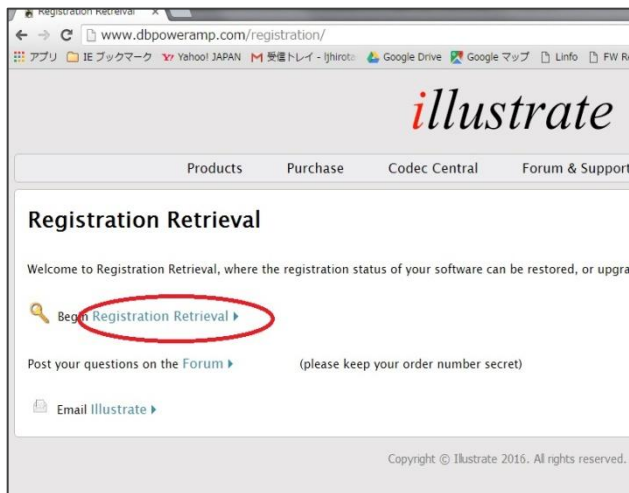 Registration Retreival
www.dbpoweramp.com/registration/
アプリ IE ブックマーク Yahoo! JAPAN 受信トレイ - ljhirota Google Drive Google マップ Linfo FW
illustrate
Products Purchase Codec Central Forum & Support
Registration Retrieval
Welcome to Registration Retrieval, where the registration status of your software can be restored, or upgra
Begin Registration Retrieval
Post your questions on the Forum (please keep your order number secret)
Email Illustrate
Copyright © Illustrate 2016. All rights reserved.